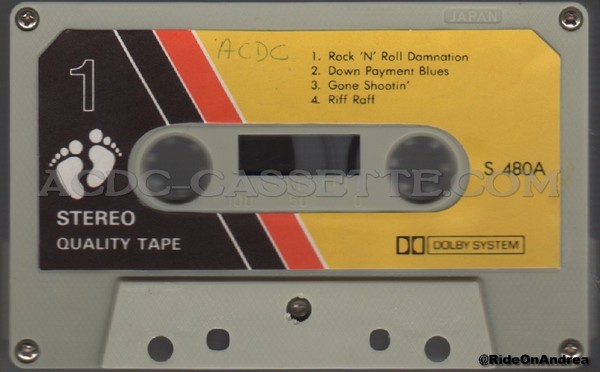 JAPAN
ACDC
1
1. Rock 'N' Roll Damnation
2. Down Payment Blues
3. Gone Shootin'
4. Riff Raff
S 480A
ACDC-CASSETTE.COM
STEREO
QUALITY TAPE
DOLBY SYSTEM
@RideOnAndrea